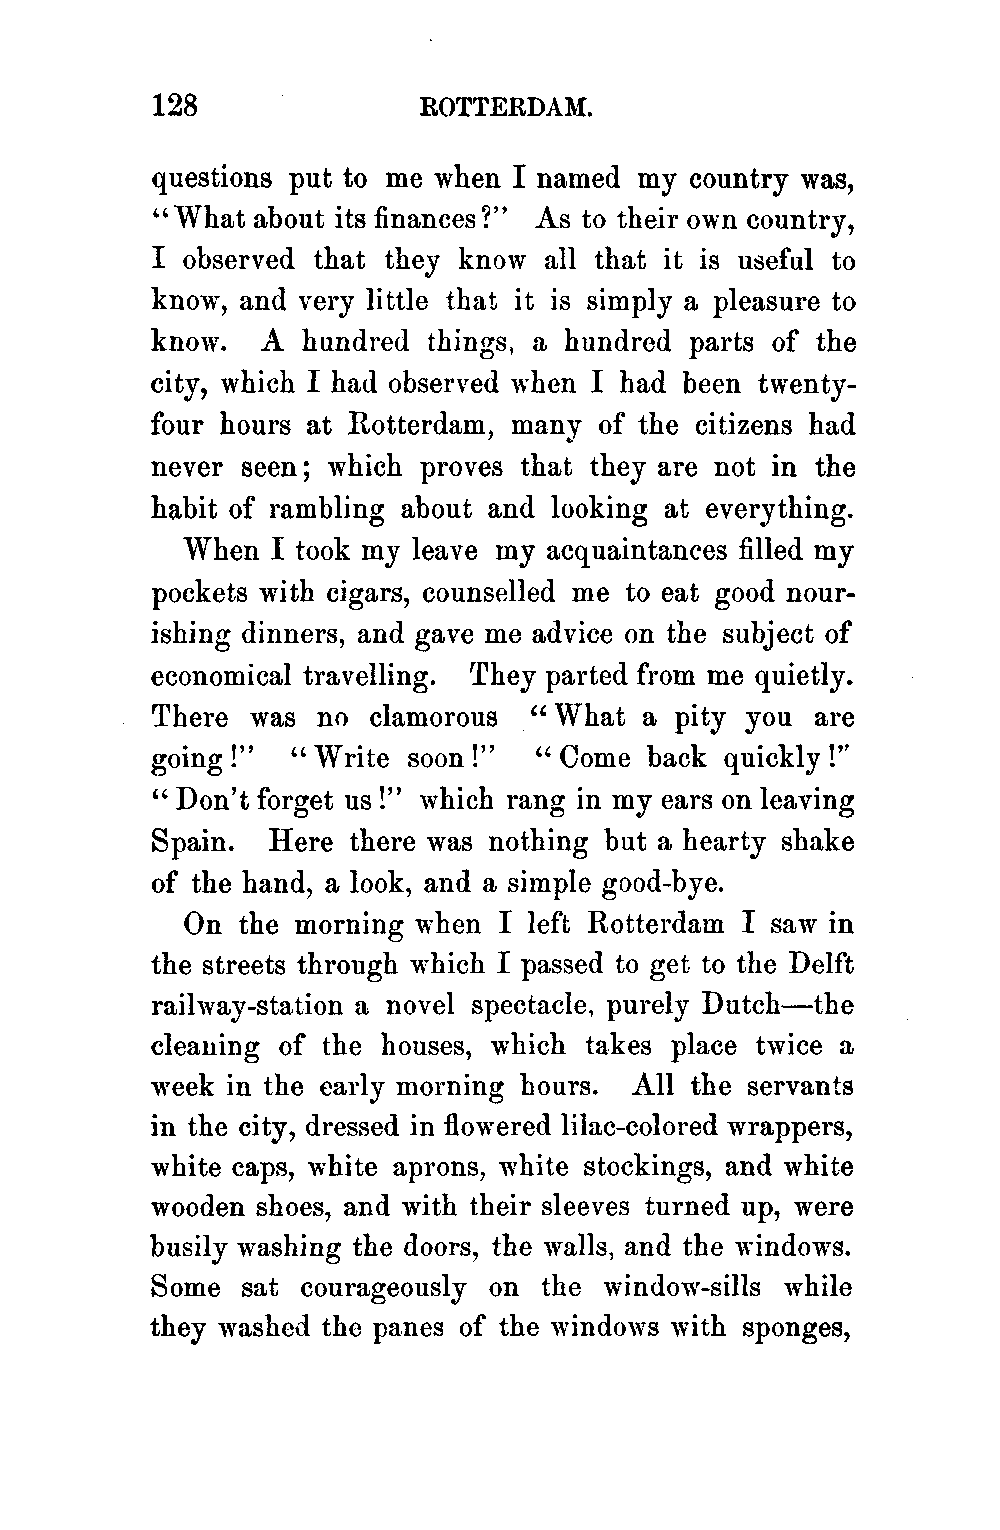 128 ROTTERDAM.
questions put to me when I named my country was,
“What about its finances?” As to their own country,
I observed that they know all that it is useful to
know, and very little that it is simply a pleasure to
know. A hundred things, a hundred parts of the
city, which I had observed when I had been twenty-
four hours at Rotterdam, many of the citizens had
never seen; which proves that they are not in the
habit of rambling about and looking at everything.
When I took my leave my acquaintances filled my
pockets with cigars, counselled me to eat good nour-
ishing dinners, and gave me advice on the subject of
economical travelling. They parted from me quietly.
There was no clamorous “What a pity you are
going!” “Write soon!” “Come back quickly!”
“Don't forget us!” which rang in my ears on leaving
Spain. Here there was nothing but a hearty shake
of the hand, a look, and a simple good-bye.
On the morning when I left Rotterdam I saw in
the streets through which I passed to get to the Delft
railway-station a novel spectacle, purely Dutch—the
cleaning of the houses, which takes place twice a
week in the early morning hours. All the servants
in the city, dressed in flowered lilac-colored wrappers,
white caps, white aprons, white stockings, and white
wooden shoes, and with their sleeves turned up, were
busily washing the doors, the walls, and the windows.
Some sat courageously on the window-sills while
they washed the panes of the windows with sponges,